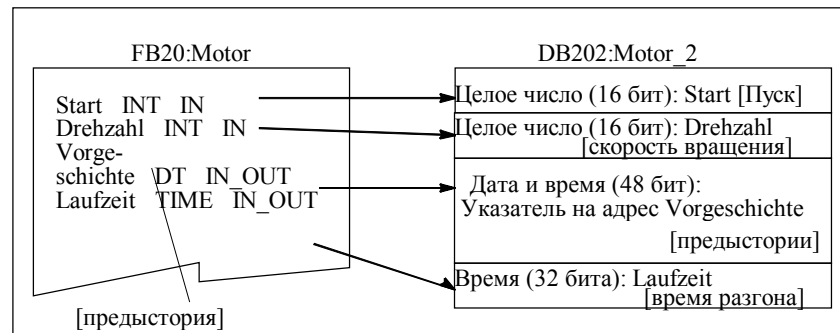 FB20:Motor
Start INT IN
Drehzahl INT IN
Vorge-
schichte DT IN_OUT
Laufzeit TIME IN_OUT
[предыстория]
DB202:Motor_2
Целое число (16 бит): Start [Пуск]
Целое число (16 бит): Drehzahl
[скорость вращения]
Дата и время (48 бит):
Указатель на адрес Vorgeschichte
[предыстории]
Время (32 бита): Laufzeit
[время разгона]